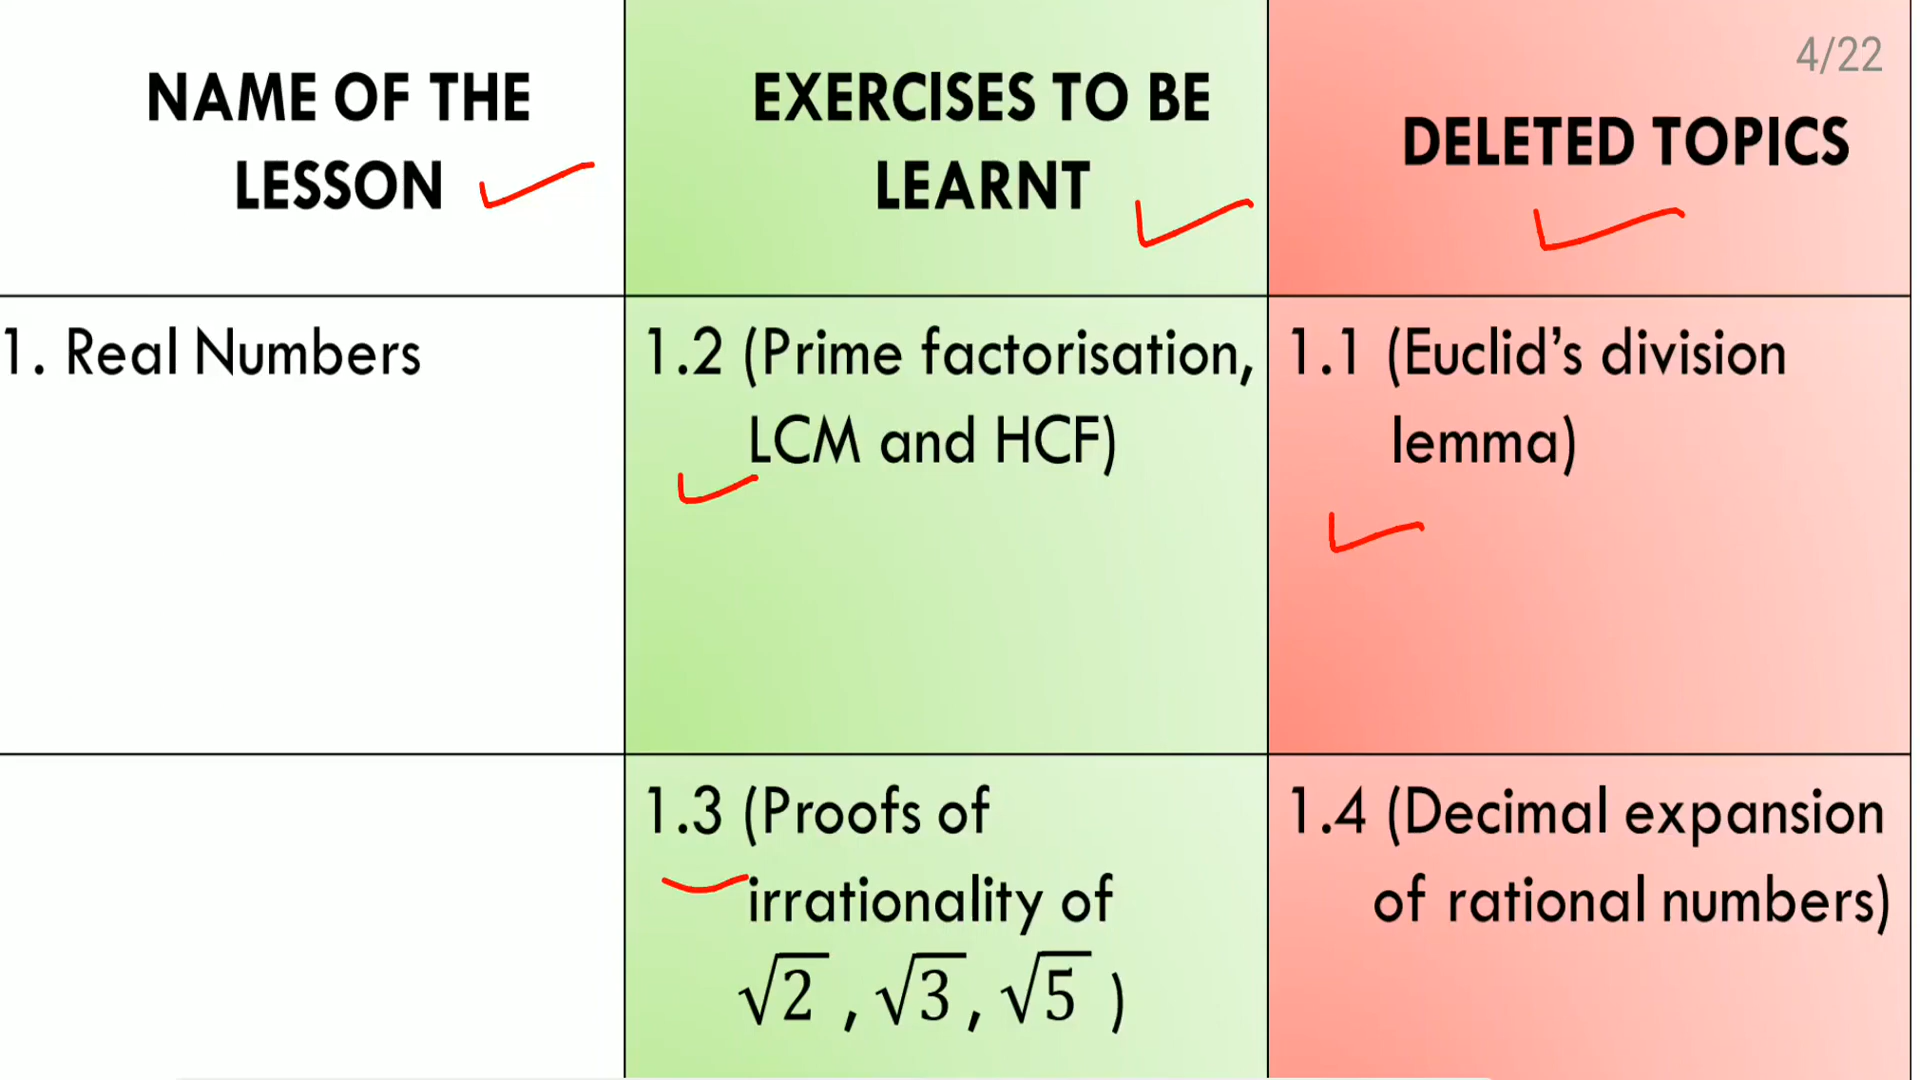 4/22
NAME OF THE
LESSON
EXERCISES TO BE
LEARNT
DELETED TOPICS
1. Real Numbers
1.2 (Prime factorisation,
LCM and HCF)
1.1 (Euclid’s division
lemma)
1.3 (Proofs of
irrationality of
√2 , √3, √5 )
1.4 (Decimal expansion
of rational numbers)